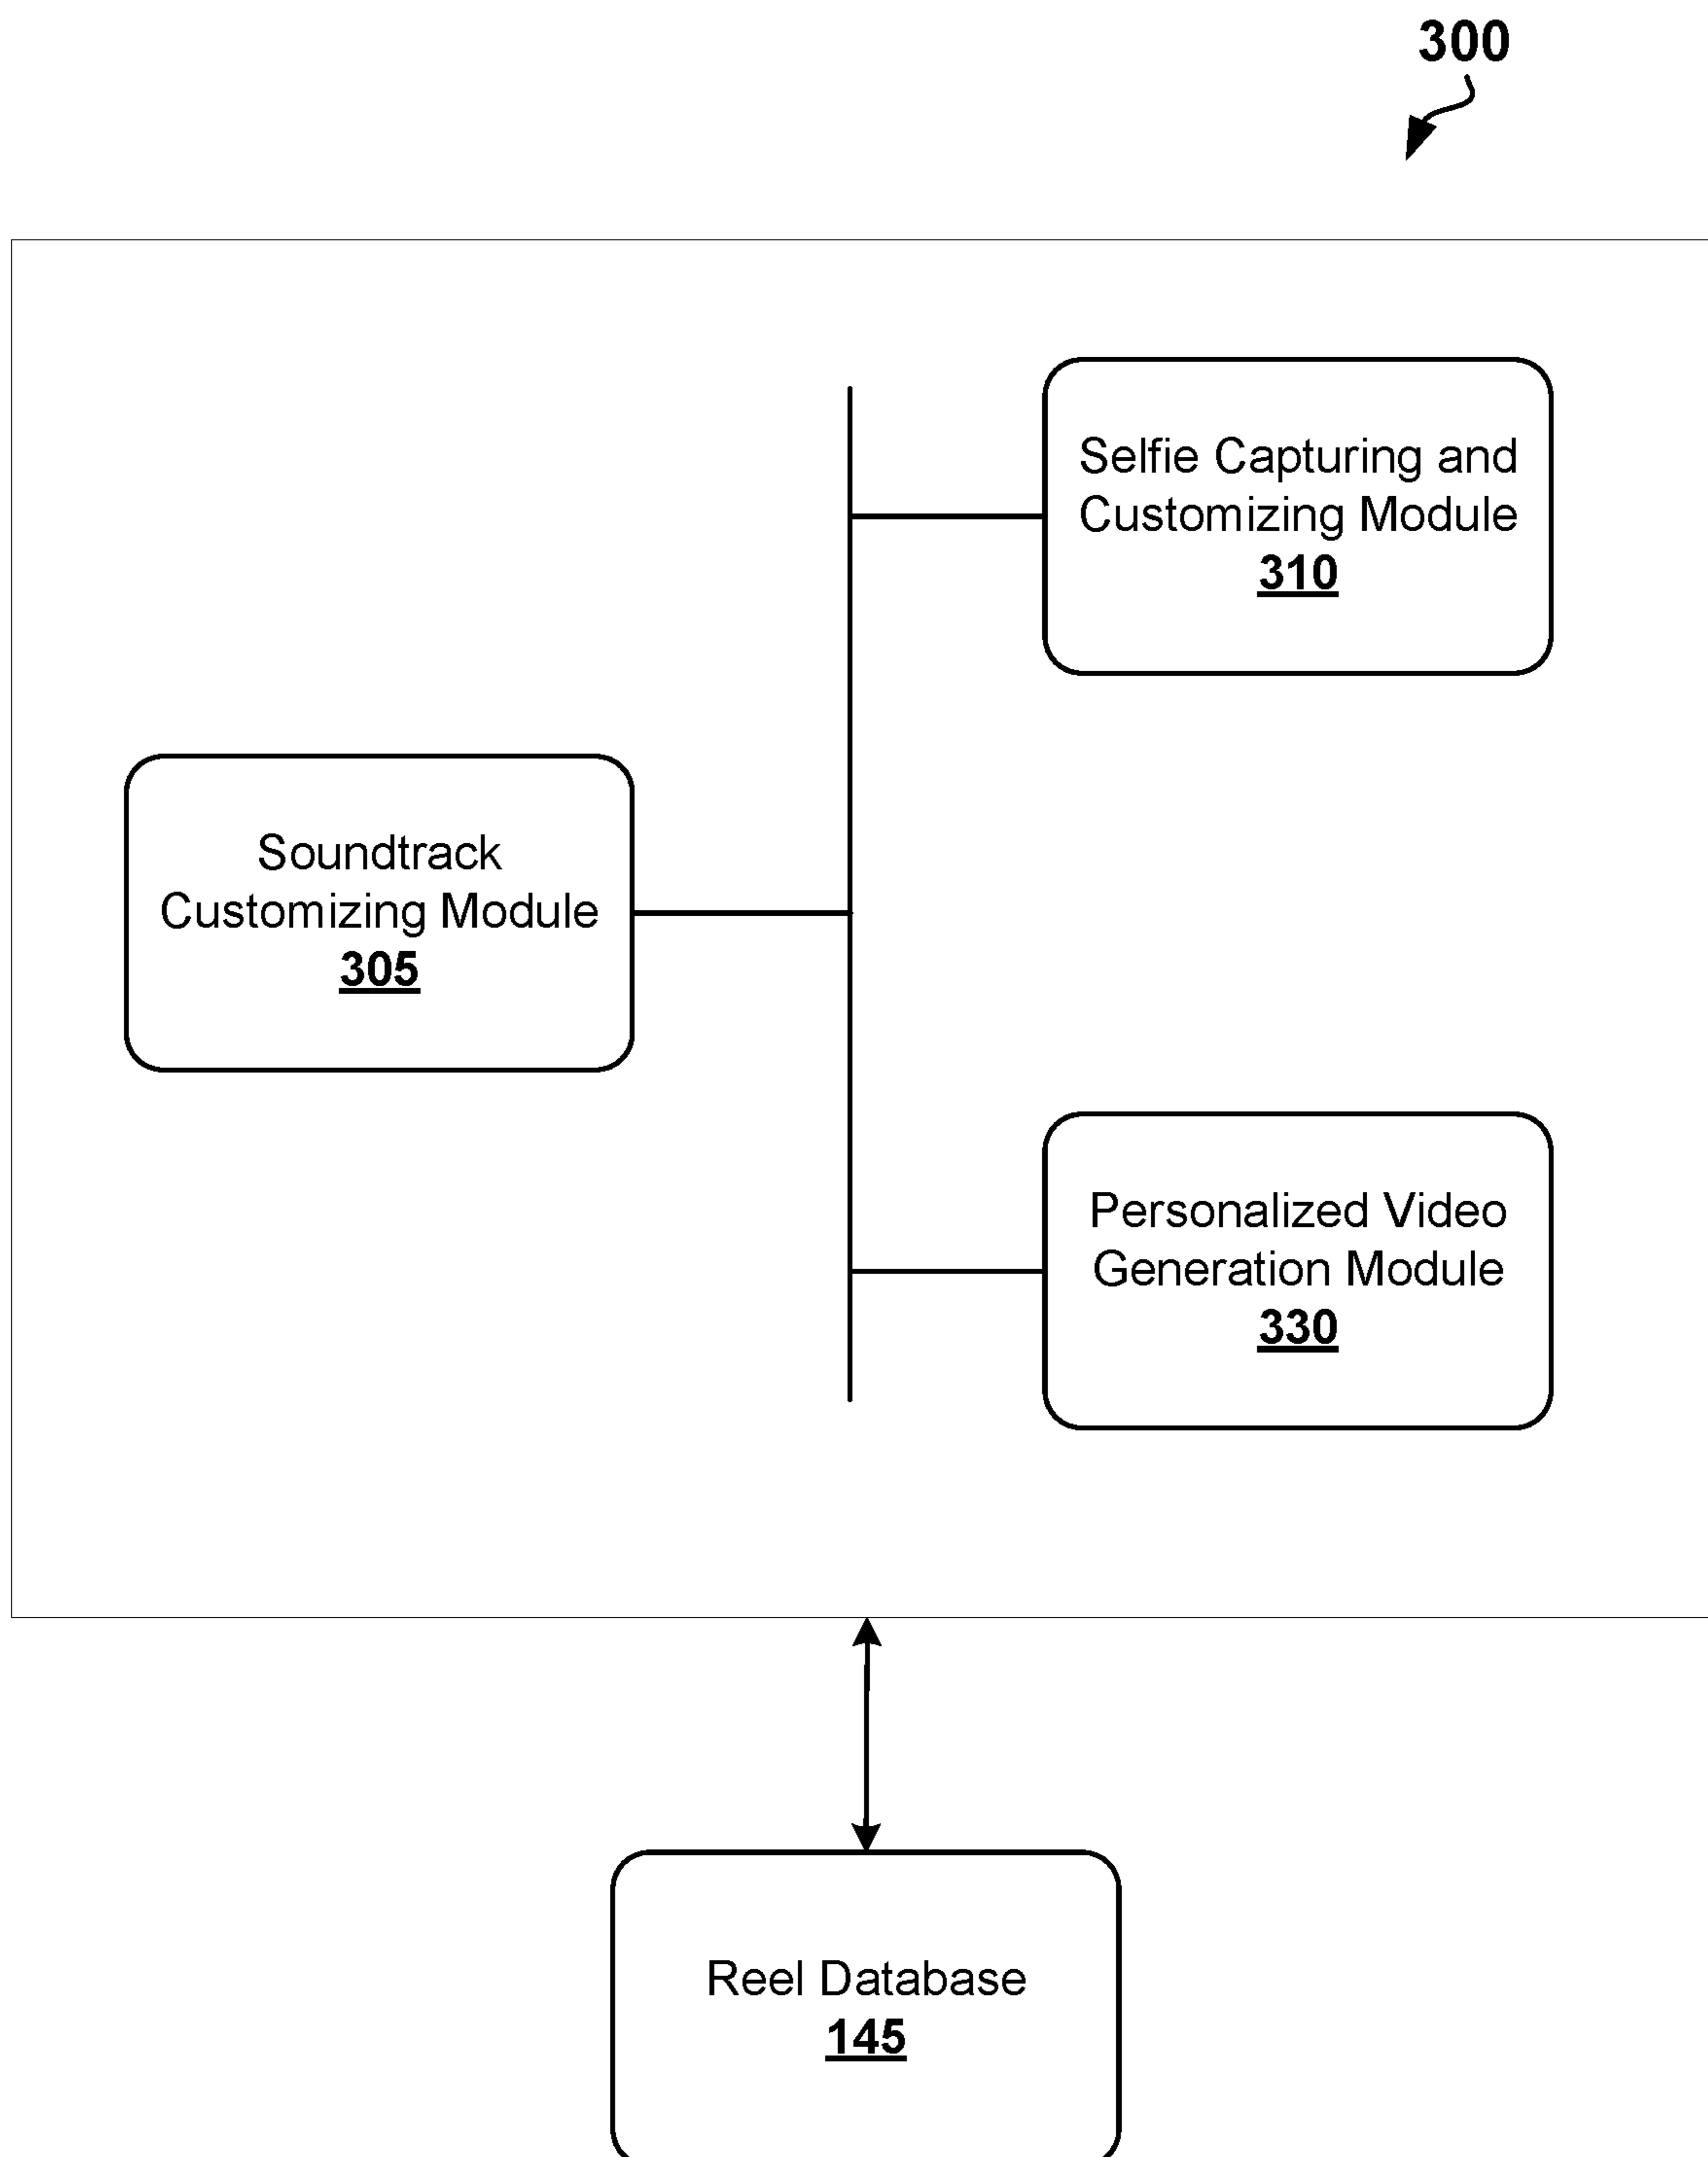 300
Selfie Capturing and
Customizing Module
310
Soundtrack
Customizing Module
305
Personalized Video
Generation Module
330
Reel Database
145